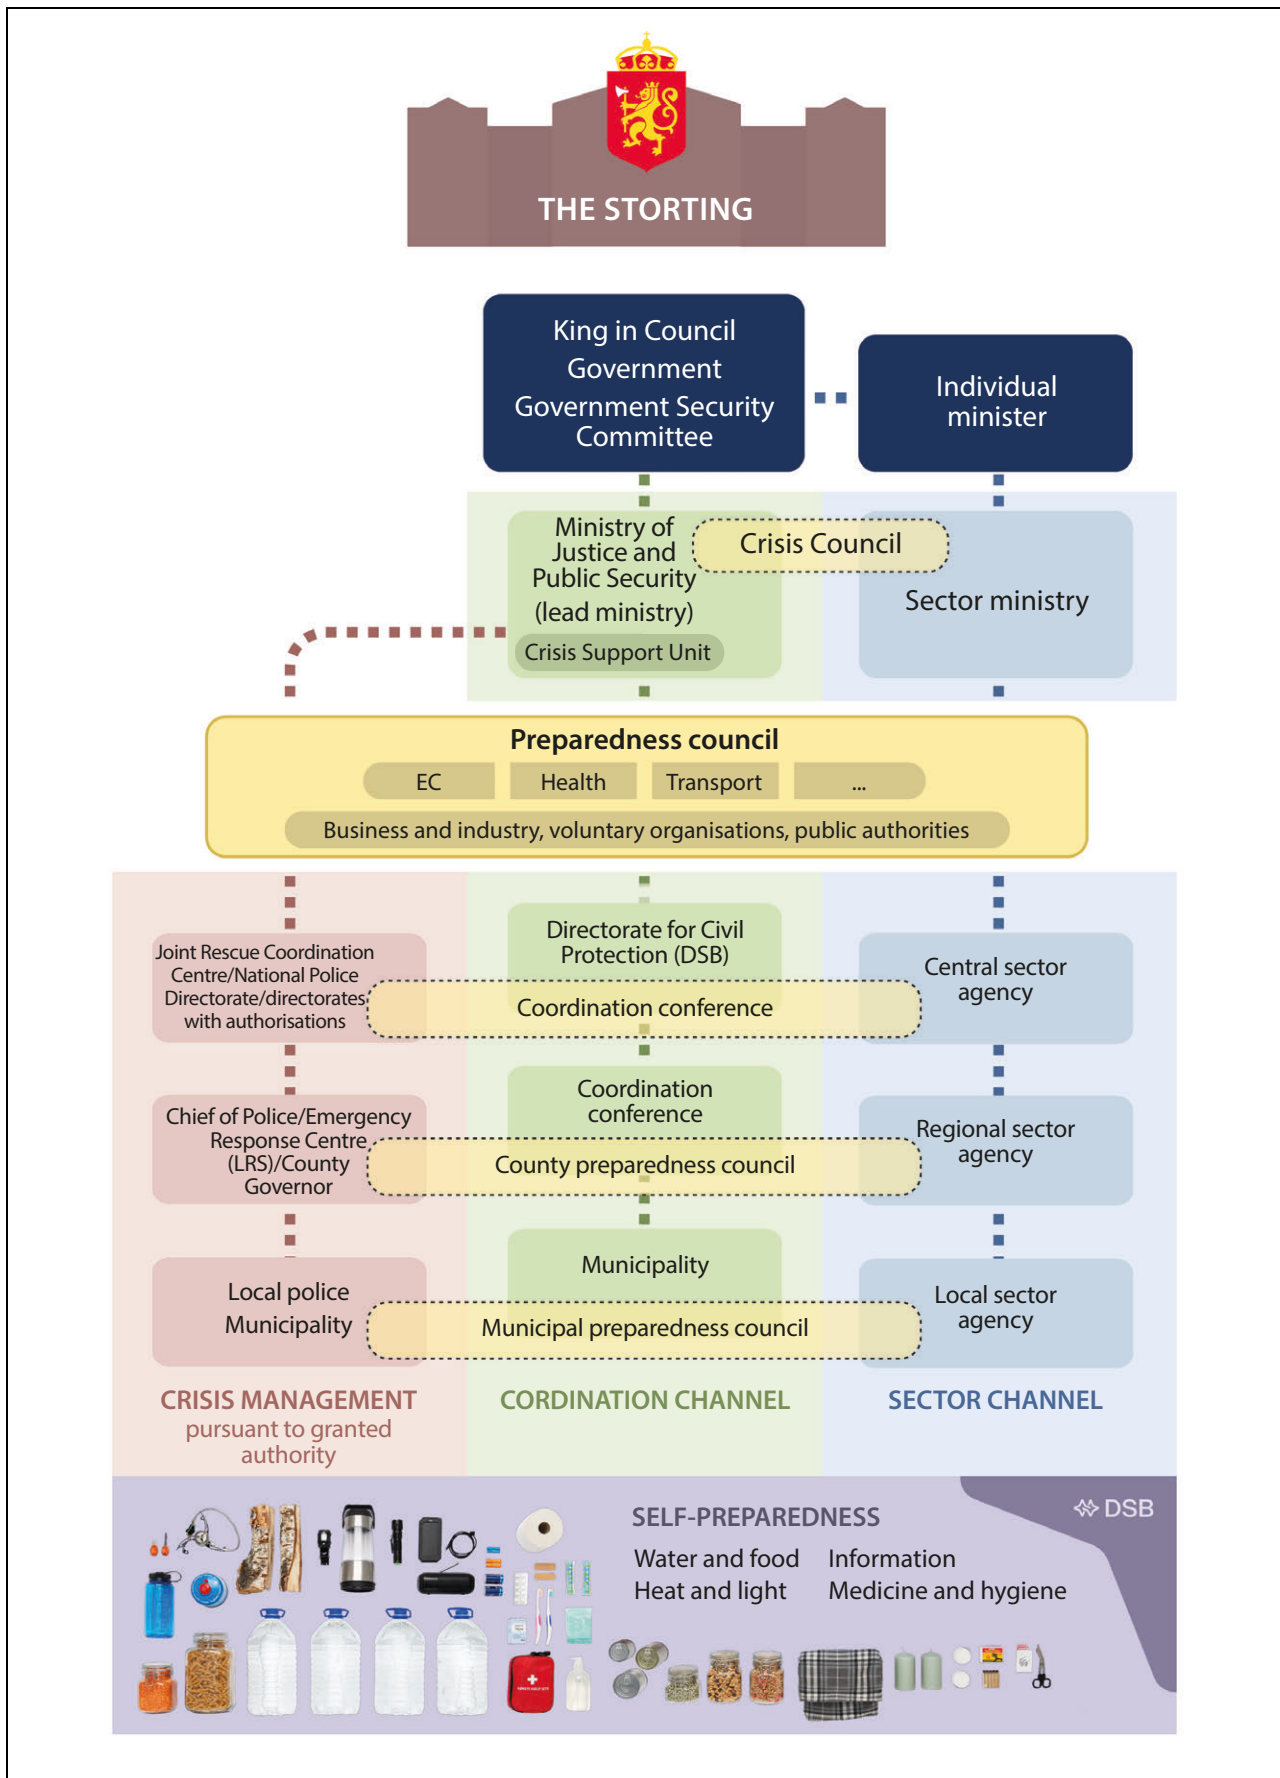 THE STORTING
King in Council
Government
Government Security
Committee
Individual
minister
Ministry of
Justice and
Public Security
(lead ministry)
Crisis Support Unit
Crisis Council
Sector ministry
Preparedness council
EC
Health
Transport
...
Business and industry, voluntary organisations, public authorities
Joint Rescue Coordination
Centre/National Police
Directorate/directorates
with authorisations
Directorate for Civil
Protection (DSB)
Coordination conference
Central sector
agency
Chief of Police/Emergency
Response Centre
(LRS)/County
Governor
Coordination
conference
County preparedness council
Regional sector
agency
Local police
Municipality
Municipality
Municipal preparedness council
Local sector
agency
CRISIS MANAGEMENT
pursuant to granted
authority
CORDINATION CHANNEL
SECTOR CHANNEL
SELF-PREPAREDNESS
Water and food
Information
Heat and light
Medicine and hygiene
DSB